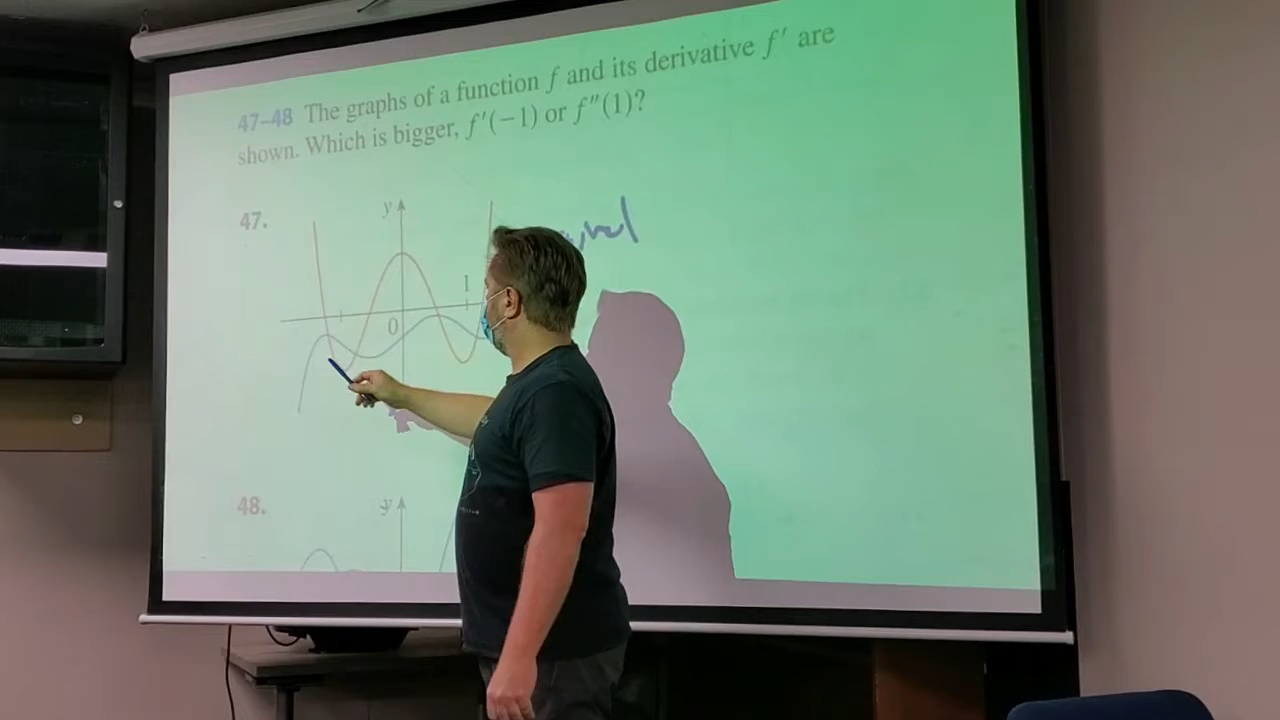 47–48 The graphs of a function f and its derivative f′ are
shown. Which is bigger, f′(−1) or f″(1)?
47.
y
1
0
48.
y